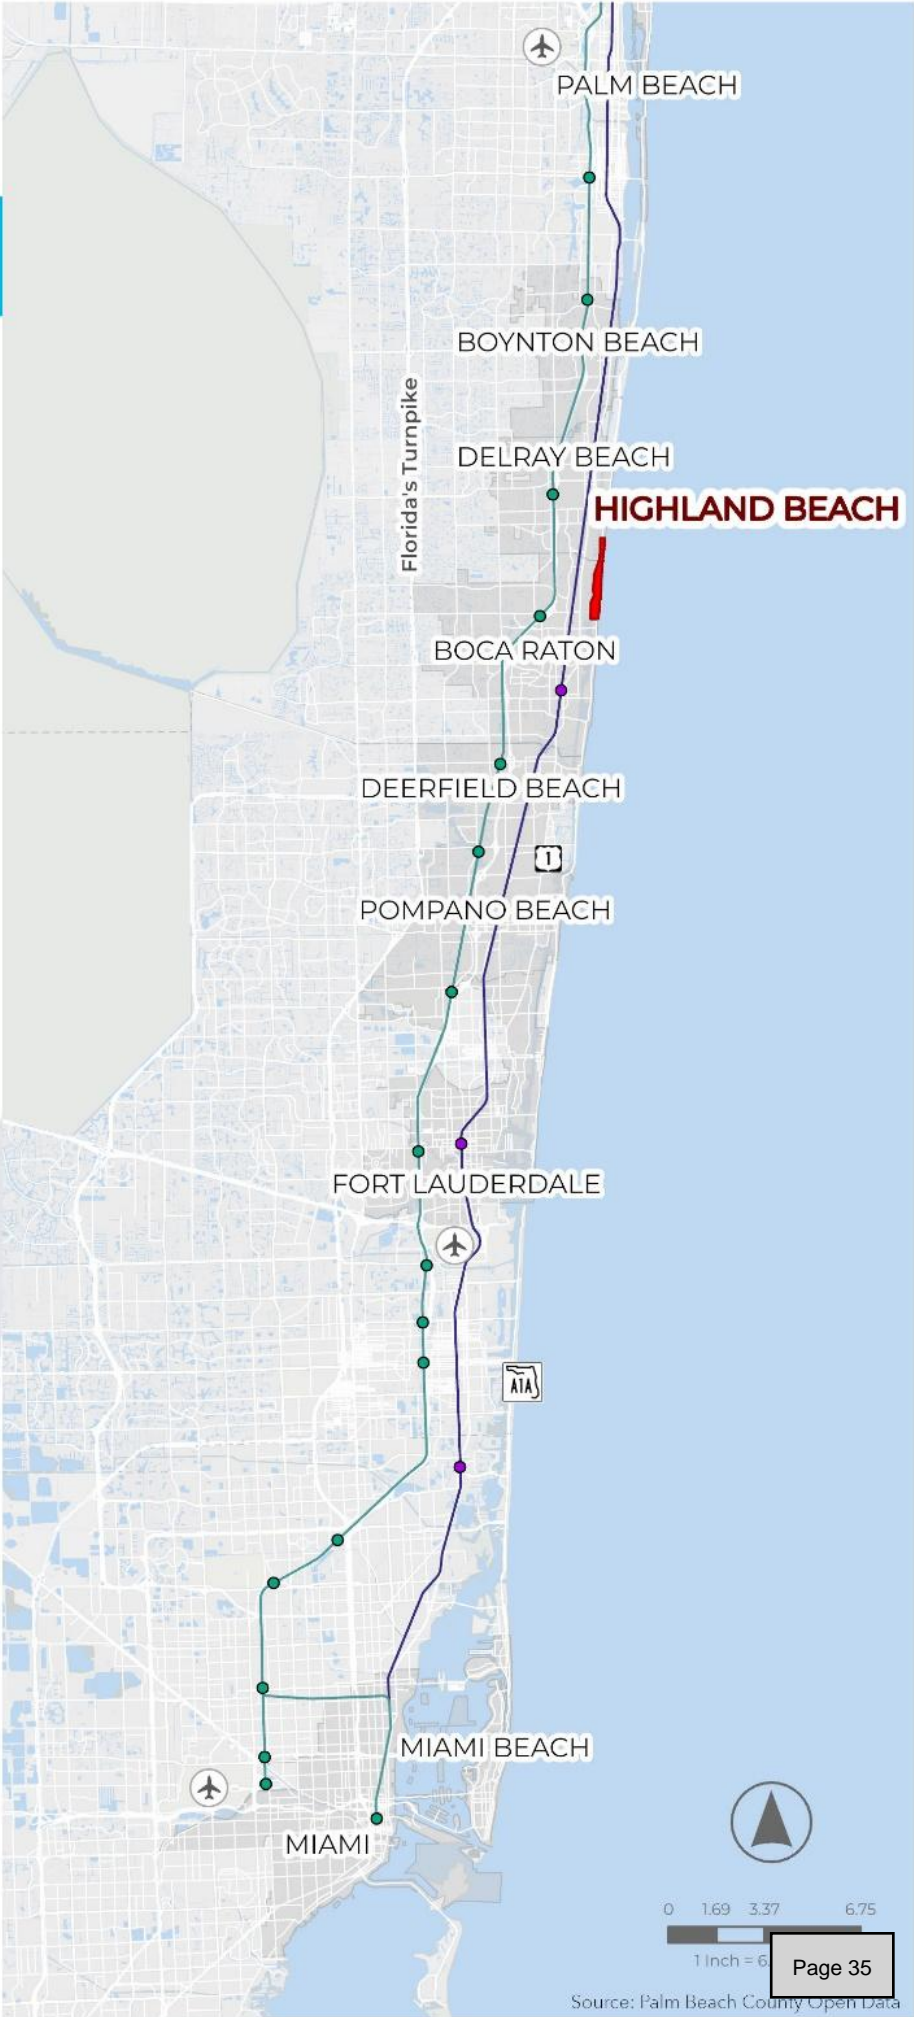 PALM BEACH
BOYNTON BEACH
Florida's Turnpike
DELRAY BEACH
HIGHLAND BEACH
BOCA RATON
DEERFIELD BEACH
1
POMPANO BEACH
FORT LAUDERDALE
A1A
MIAMI BEACH
MIAMI
0 1.69 3.37 6.75
1 Inch = 6.
Page 35
Source: Palm Beach County Open Data